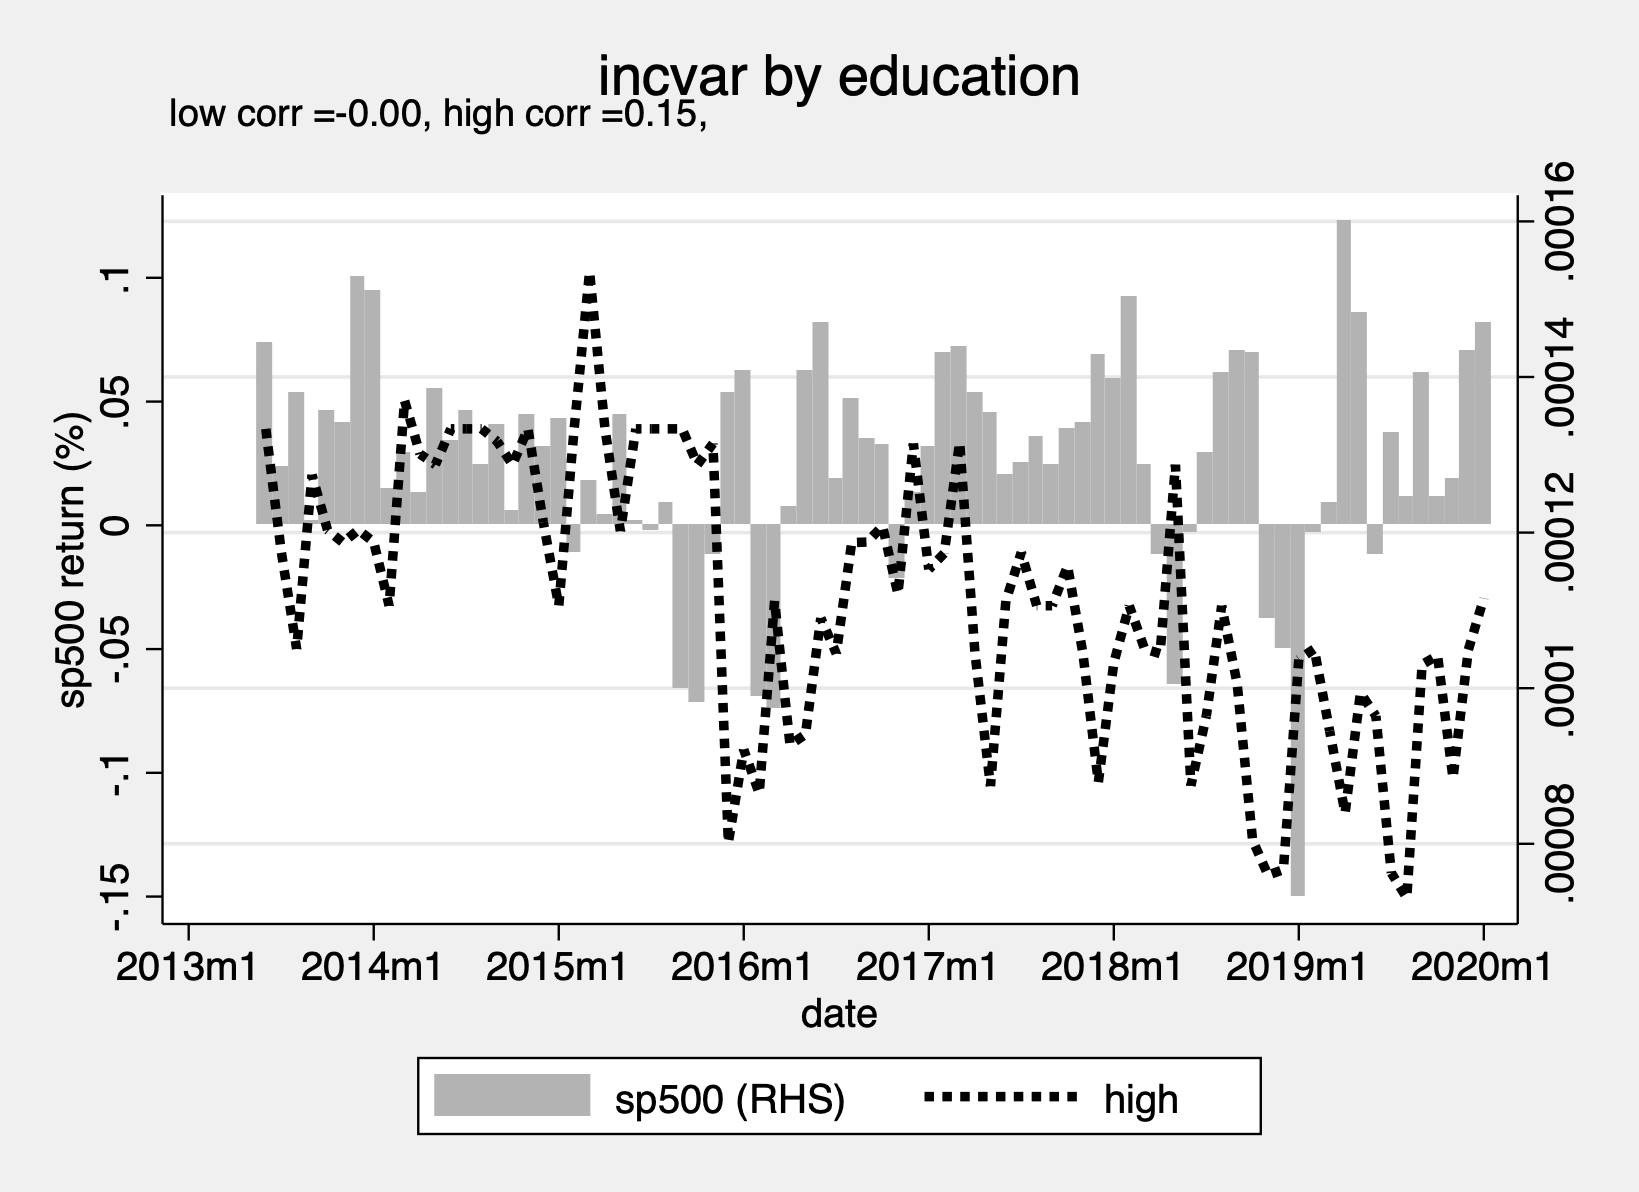 incvar by education
low corr =-0.00, high corr =0.15,
sp500 return (%)
.1
.05
0
-.05
-.1
-.15
.00016
.00014
.00012
.0001
.00008
2013m1 2014m1 2015m1 2016m1 2017m1 2018m1 2019m1 2020m1
date
sp500 (RHS) high